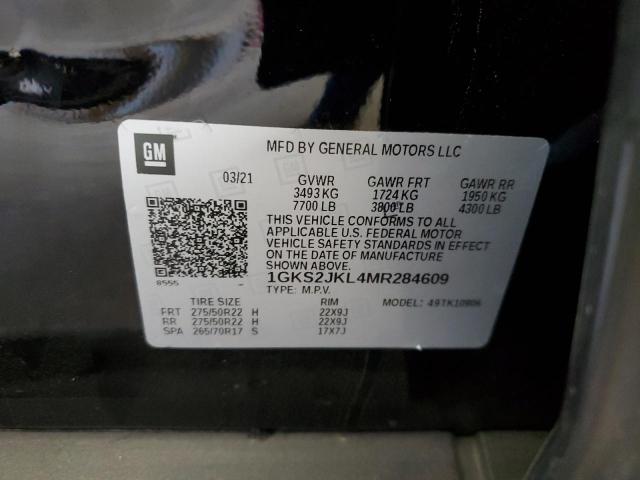 GM
MFD BY GENERAL MOTORS LLC
03/21 GVWR GAWR FRT GAWR RR
3493 KG 1724 KG 1950 KG
7700 LB 3800 LB 4300 LB
THIS VEHICLE CONFORMS TO ALL
APPLICABLE U.S. FEDERAL MOTOR
VEHICLE SAFETY STANDARDS IN EFFECT
ON THE DATE OF MANUFACTURE
SHOWN ABOVE.
1GKS2JKL4MR284609
8555
TYPE: M.P.V. MODEL: 49TK10906
TIRE SIZE RIM
FRT 275/50R22 H 22X9J
RR 275/50R22 H 22X9J
SPA 265/70R17 S 17X7J